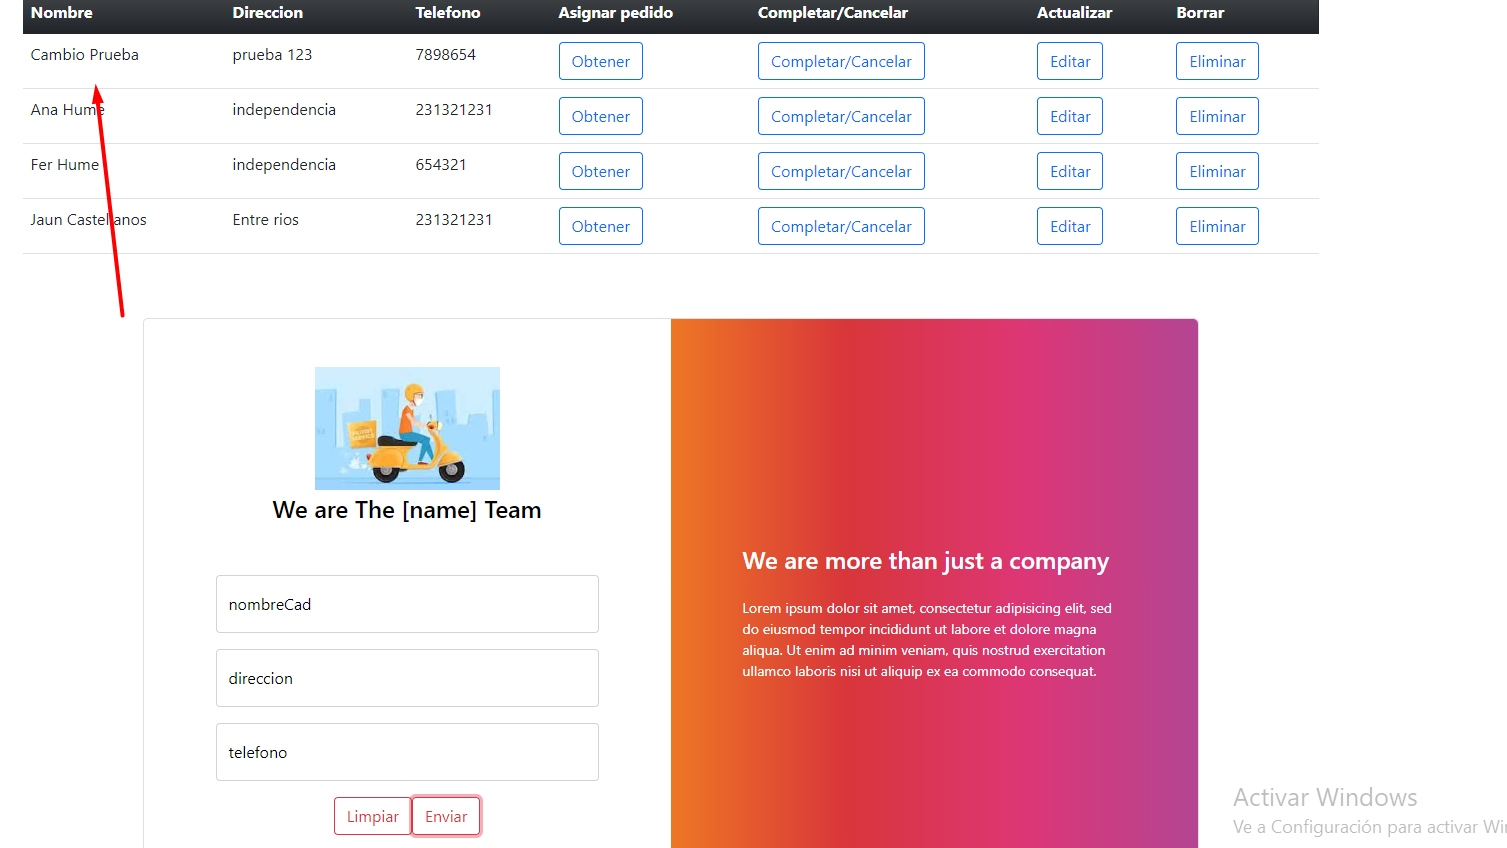 Nombre Direccion Telefono Asignar pedido Completar/Cancelar Actualizar Borrar
Cambio Prueba prueba 123 7898654 Obtener Completar/Cancelar Editar Eliminar
Ana Hume independencia 231321231 Obtener Completar/Cancelar Editar Eliminar
Fer Hume independencia 654321 Obtener Completar/Cancelar Editar Eliminar
Jaun Castellanos Entre rios 231321231 Obtener Completar/Cancelar Editar Eliminar
We are The [name] Team
nombreCad
direccion
telefono
Limpiar Enviar
We are more than just a company
Lorem ipsum dolor sit amet, consectetur adipisicing elit, sed
do eiusmod tempor incididunt ut labore et dolore magna
aliqua. Ut enim ad minim veniam, quis nostrud exercitation
ullamco laboris nisi ut aliquip ex ea commodo consequat.
Activar Windows
Ve a Configuración para activar Wi